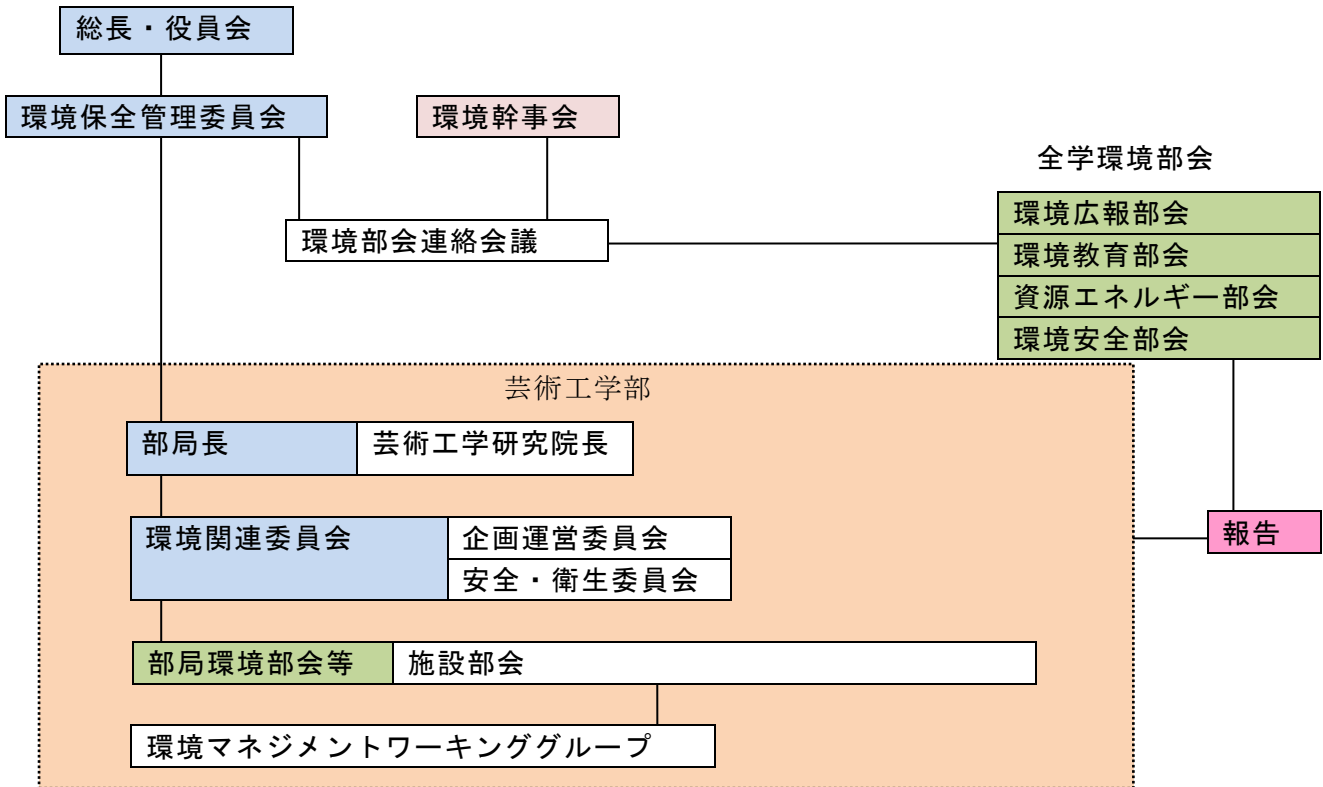 総長・役員会
環境保全管理委員会
環境幹事会
全学環境部会
環境部会連絡会議
環境広報部会
環境教育部会
資源エネルギー部会
環境安全部会
芸術工学部
部局長
芸術工学研究院長
環境関連委員会
企画運営委員会
安全・衛生委員会
報告
部局環境部会等
施設部会
環境マネジメントワーキンググループ